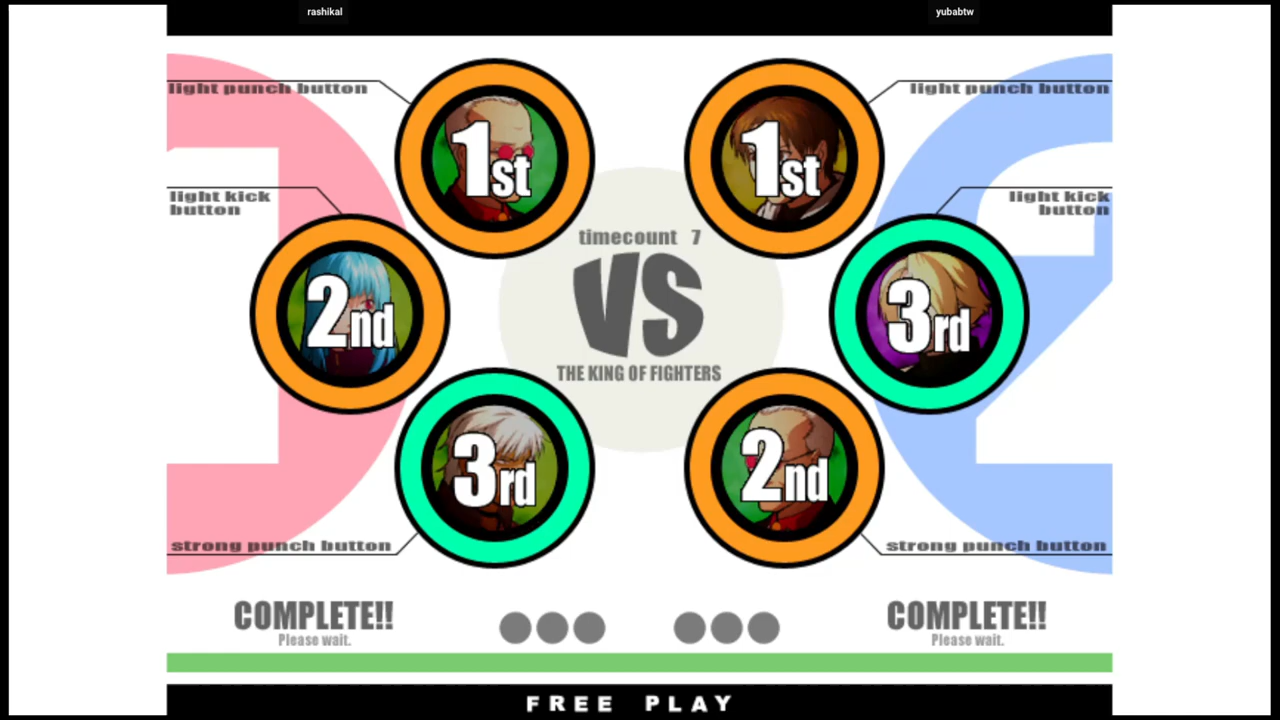 rashikal
yubabtw
light punch button
light punch button
1st
1st
light kick
button
light kick
button
timecount 7
VS
THE KING OF FIGHTERS
2nd
3rd
3rd
2nd
strong punch button
strong punch button
COMPLETE!!
Please wait.
COMPLETE!!
Please wait.
FREE PLAY